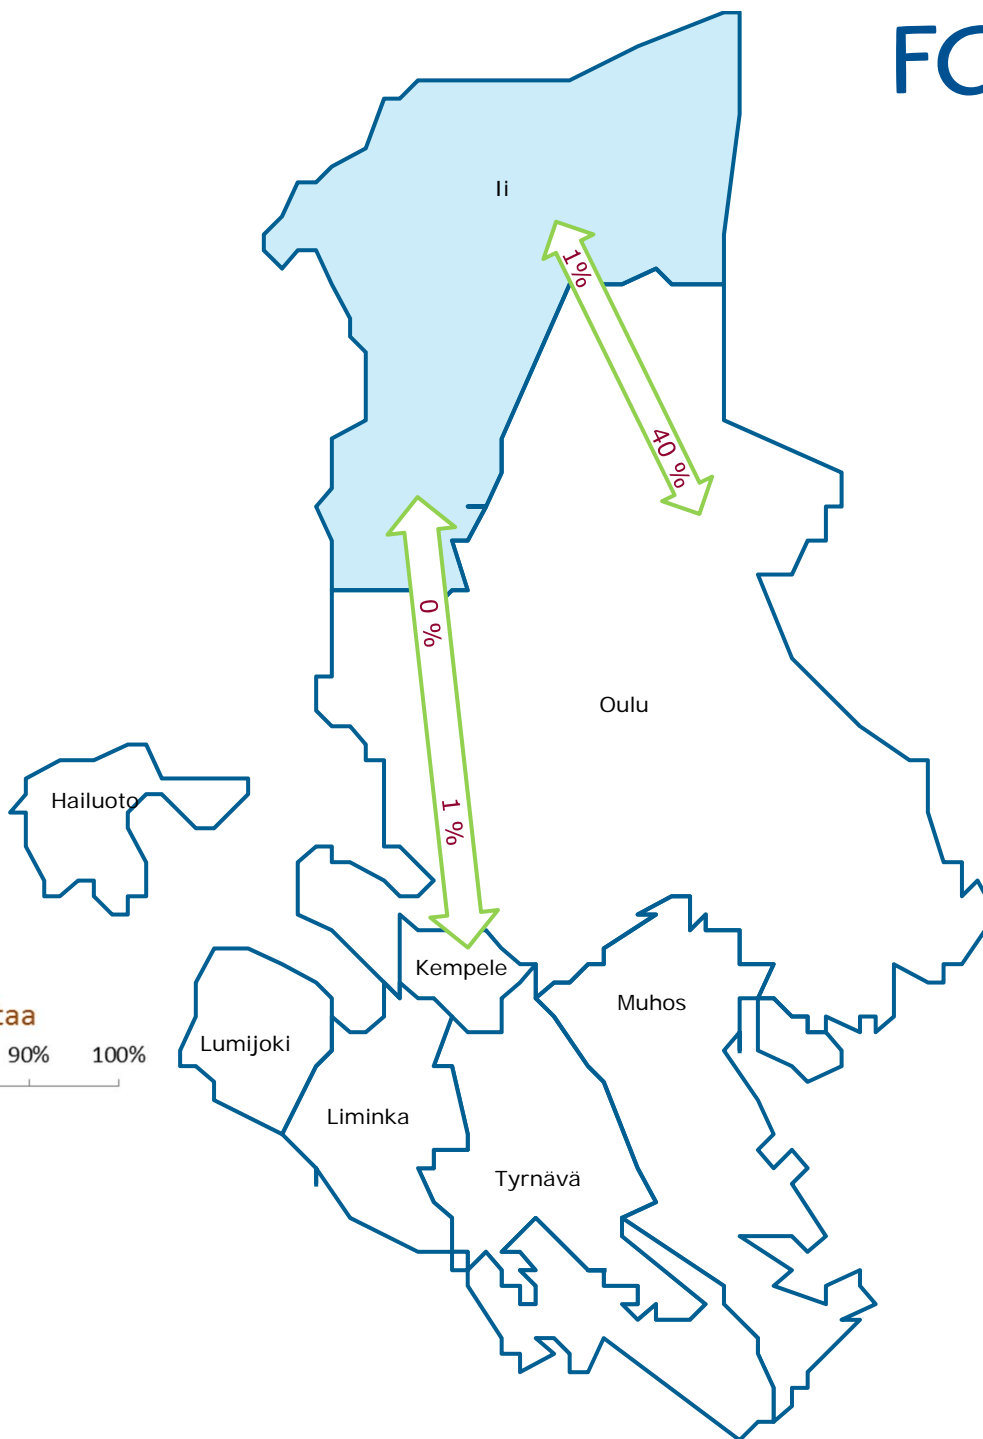 FC
Ii
1%
40 %
0 %
Oulu
Hailuoto
1 %
Kempele
Muhos
taa
Lumijoki
90% 100%
Liminka
Tyrnävä